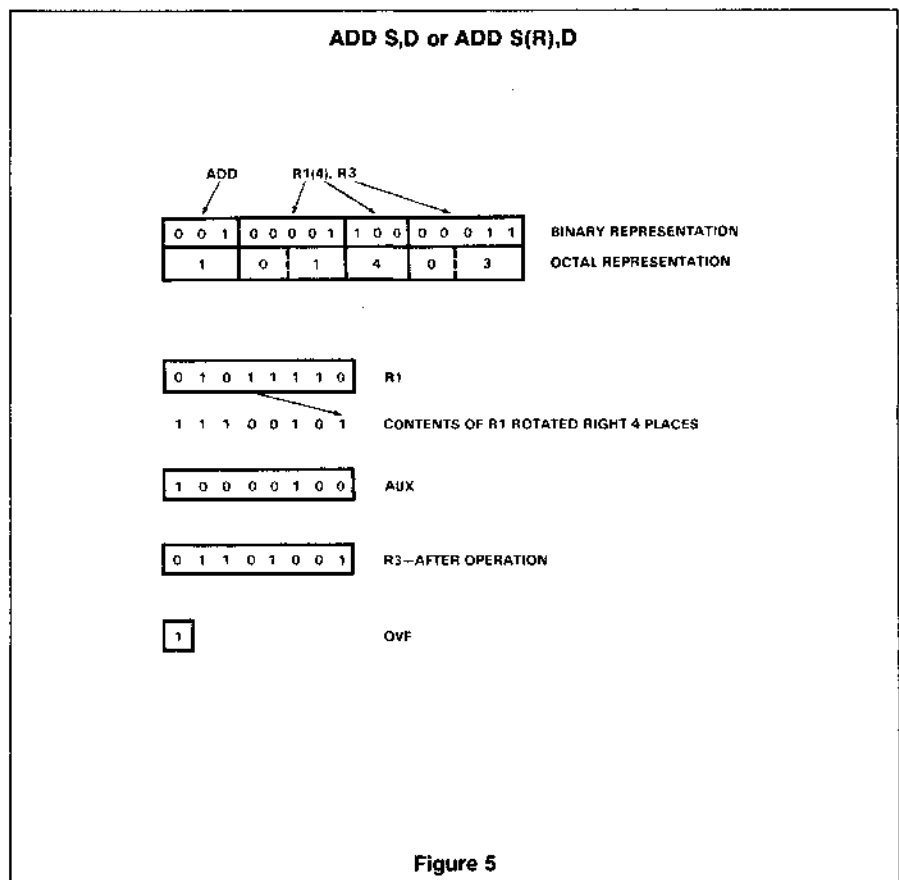 ADD S,D or ADD S(R),D
ADD R1(4), R3
0 0 1 0 0 0 0 1 1 0 0 0 0 0 1 1 BINARY REPRESENTATION
1 0 1 4 0 3 OCTAL REPRESENTATION
0 1 0 1 1 1 1 0 R1
1 1 1 0 0 1 0 1 CONTENTS OF R1 ROTATED RIGHT 4 PLACES
1 0 0 0 0 1 0 0 AUX
0 1 1 0 1 0 0 1 R3—AFTER OPERATION
1 OVF
Figure 5